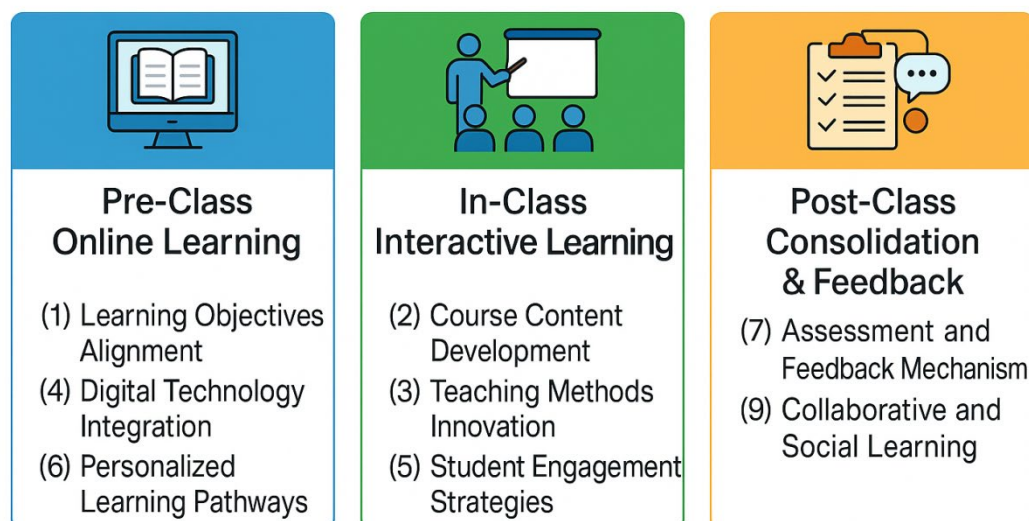 Pre-Class
Online Learning
(1) Learning Objectives
Alignment
(4) Digital Technology
Integration
(6) Personalized
Learning Pathways
In-Class
Interactive Learning
(2) Course Content
Development
(3) Teaching Methods
Innovation
(5) Student Engagement
Strategies
Post-Class
Consolidation
& Feedback
(7) Assessment and
Feedback Mechanism
(9) Collaborative and
Social Learning